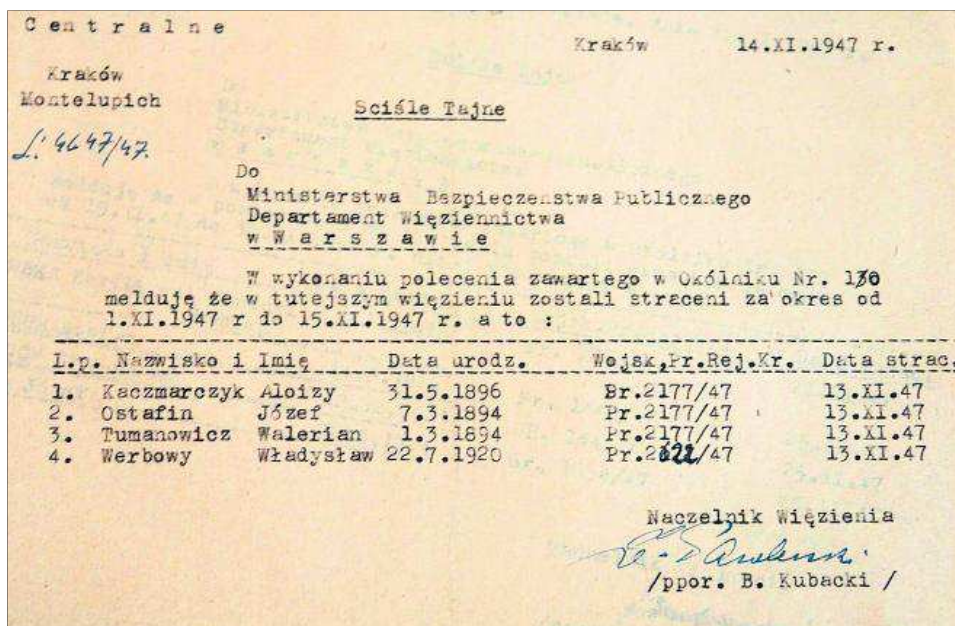 Centralne
Kraków 14.XI.1947 r.
Kraków
Montelupich
Sciśle Tajne
L: 4647/47.
Do
Ministerstwa Bezpieczenstwa Publicznego
Departament Więziennictwa
w Warszawie
W wykonaniu polecenia zawartego w Okólniku Nr. 130
melduję że w tutejszym więzieniu zostali straceni za okres od
1.XI.1947 r do 15.XI.1947 r. a to :
L.p. Nazwisko i Imię Data urodz. Wojsk,Pr.Rej.Kr. Data strac.
1. Kaczmarczyk Aloizy 31.5.1896 Br.2177/47 13.XI.47
2. Ostafin Józef 7.3.1894 Pr.2177/47 13.XI.47
3. Tumanowicz Walerian 1.3.1894 Pr.2177/47 13.XI.47
4. Werbowy Władysław 22.7.1920 13.XI.47
Naczelnik Więzienia
/ppor. B. Kubacki /